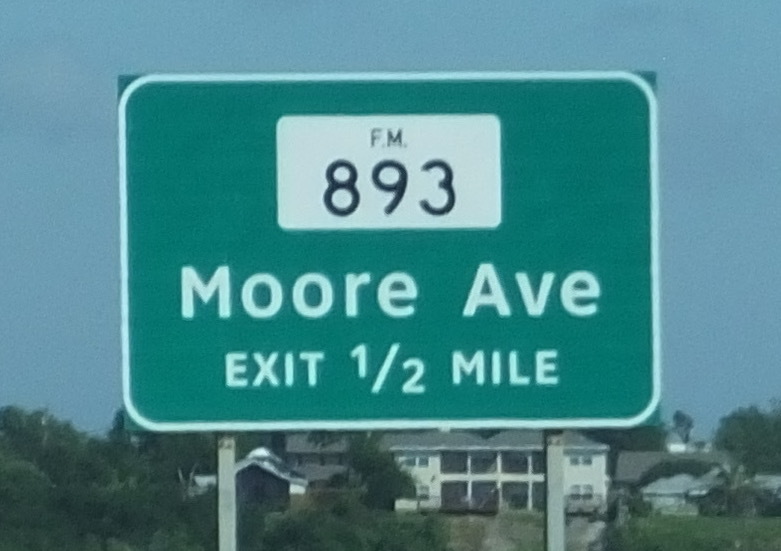 F.M.
893
Moore Ave
EXIT 1/2 MILE